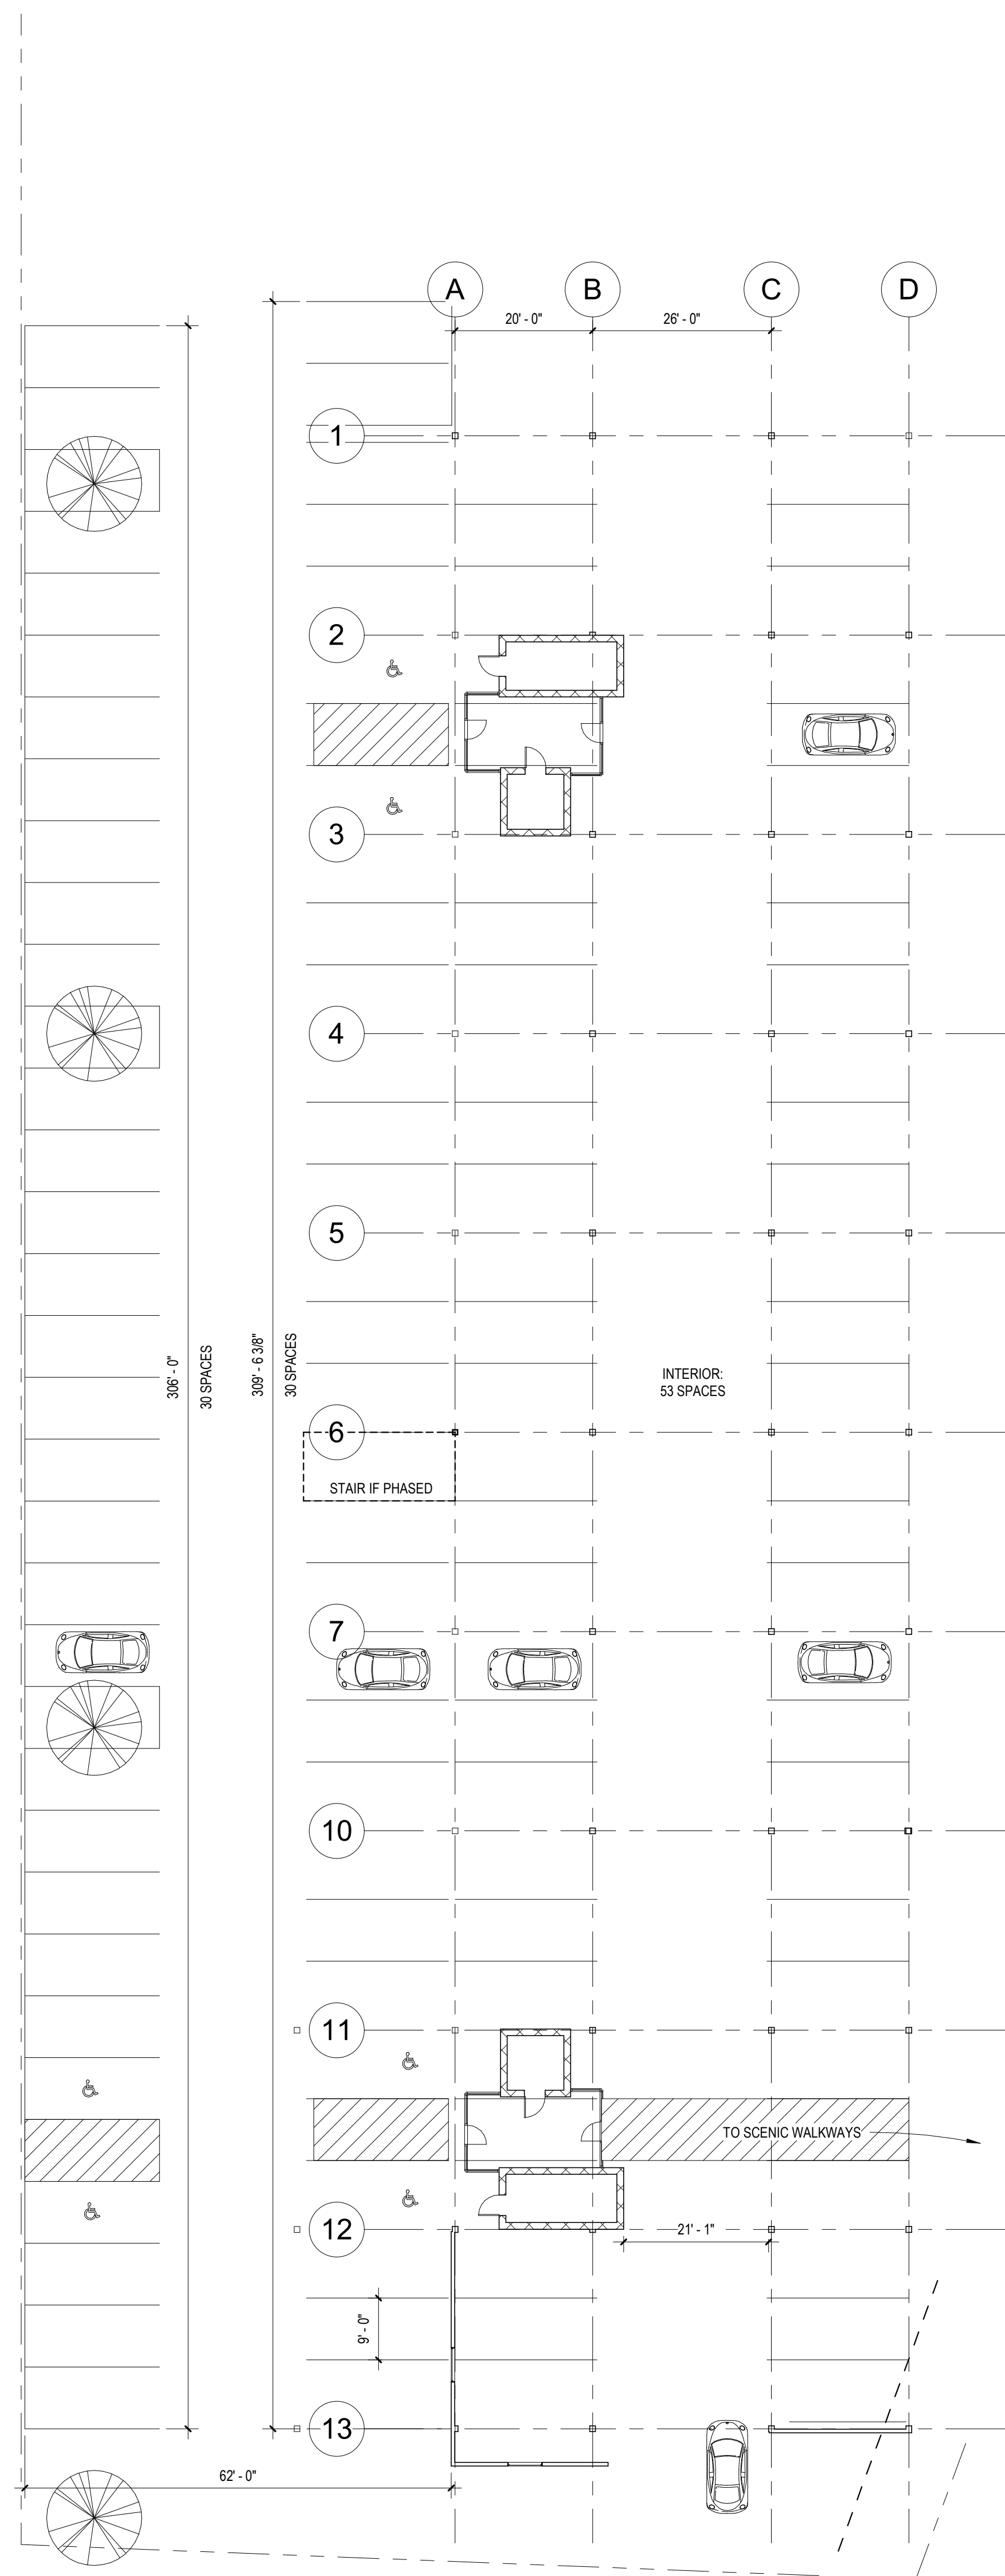 A
B
C
D
20' - 0"
26' - 0"
1
2
3
4
5
306' - 0"
30 SPACES
309' - 6 3/8"
30 SPACES
INTERIOR:
53 SPACES
6
STAIR IF PHASED
7
10
11
TO SCENIC WALKWAYS
12
21' - 1"
9' - 0"
13
62' - 0"